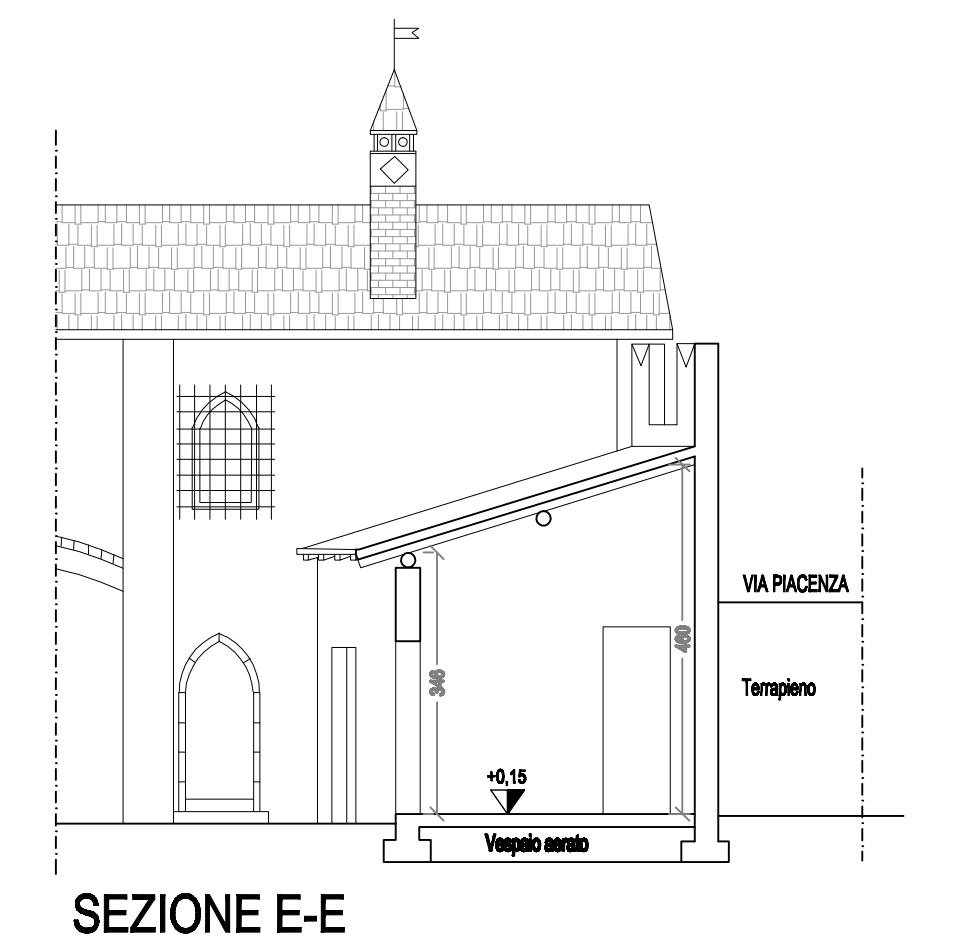 VIA PIACENZA
460
346
Terrapieno
+0,15
Vespaio aerato
SEZIONE E-E